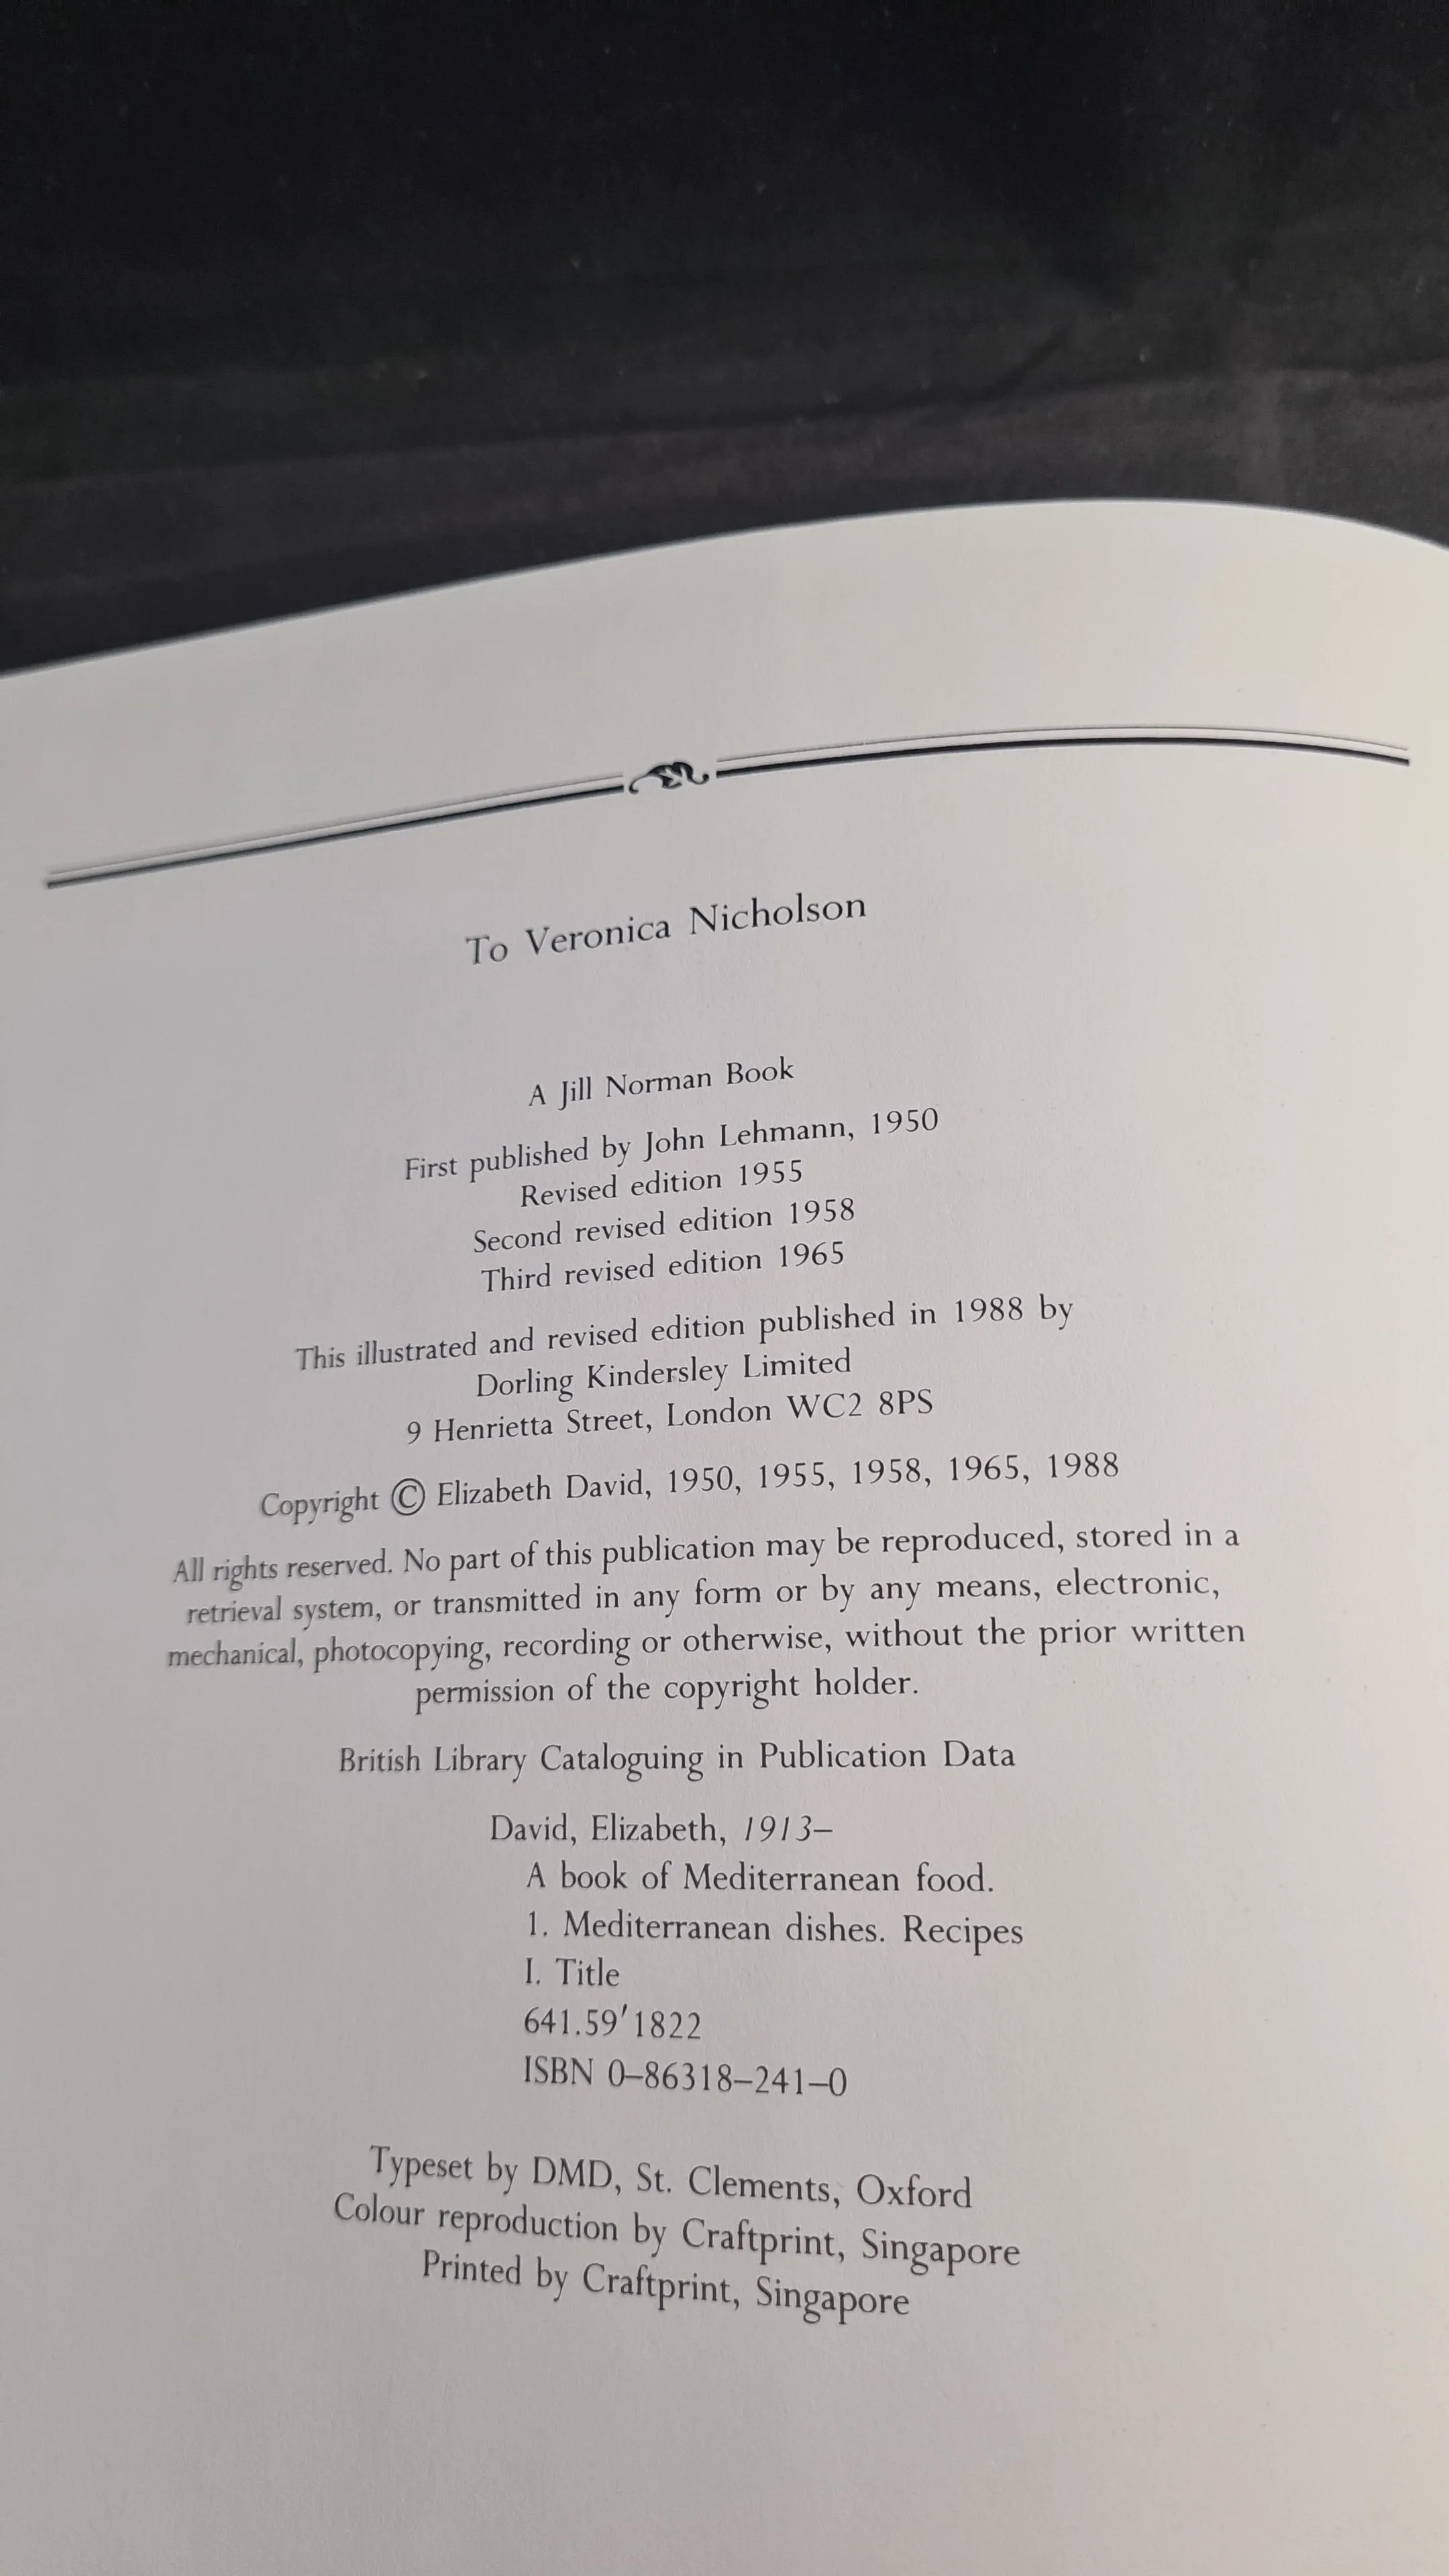 To Veronica Nicholson
A Jill Norman Book
First published by John Lehmann, 1950
Revised edition 1955
Second revised edition 1958
Third revised edition 1965
This illustrated and revised edition published in 1988 by
Dorling Kindersley Limited
9 Henrietta Street, London WC2 8PS
Copyright © Elizabeth David, 1950, 1955, 1958, 1965, 1988
All rights reserved. No part of this publication may be reproduced, stored in a
retrieval system, or transmitted in any form or by any means, electronic,
mechanical, photocopying, recording or otherwise, without the prior written
permission of the copyright holder.
British Library Cataloguing in Publication Data
David, Elizabeth, 1913–
A book of Mediterranean food.
1. Mediterranean dishes. Recipes
I. Title
641.59′1822
ISBN 0–86318–241–0
Typeset by DMD, St. Clements, Oxford
Colour reproduction by Craftprint, Singapore
Printed by Craftprint, Singapore